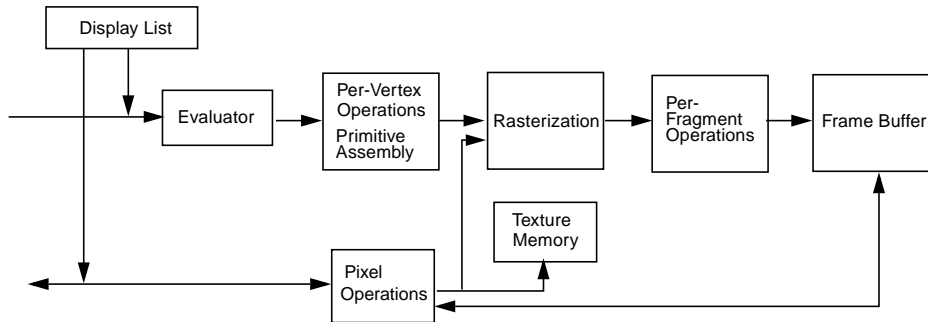 Display List
Evaluator
Per-Vertex
Operations
Primitive
Assembly
Rasterization
Per-
Fragment
Operations
Frame Buffer
Texture
Memory
Pixel
Operations